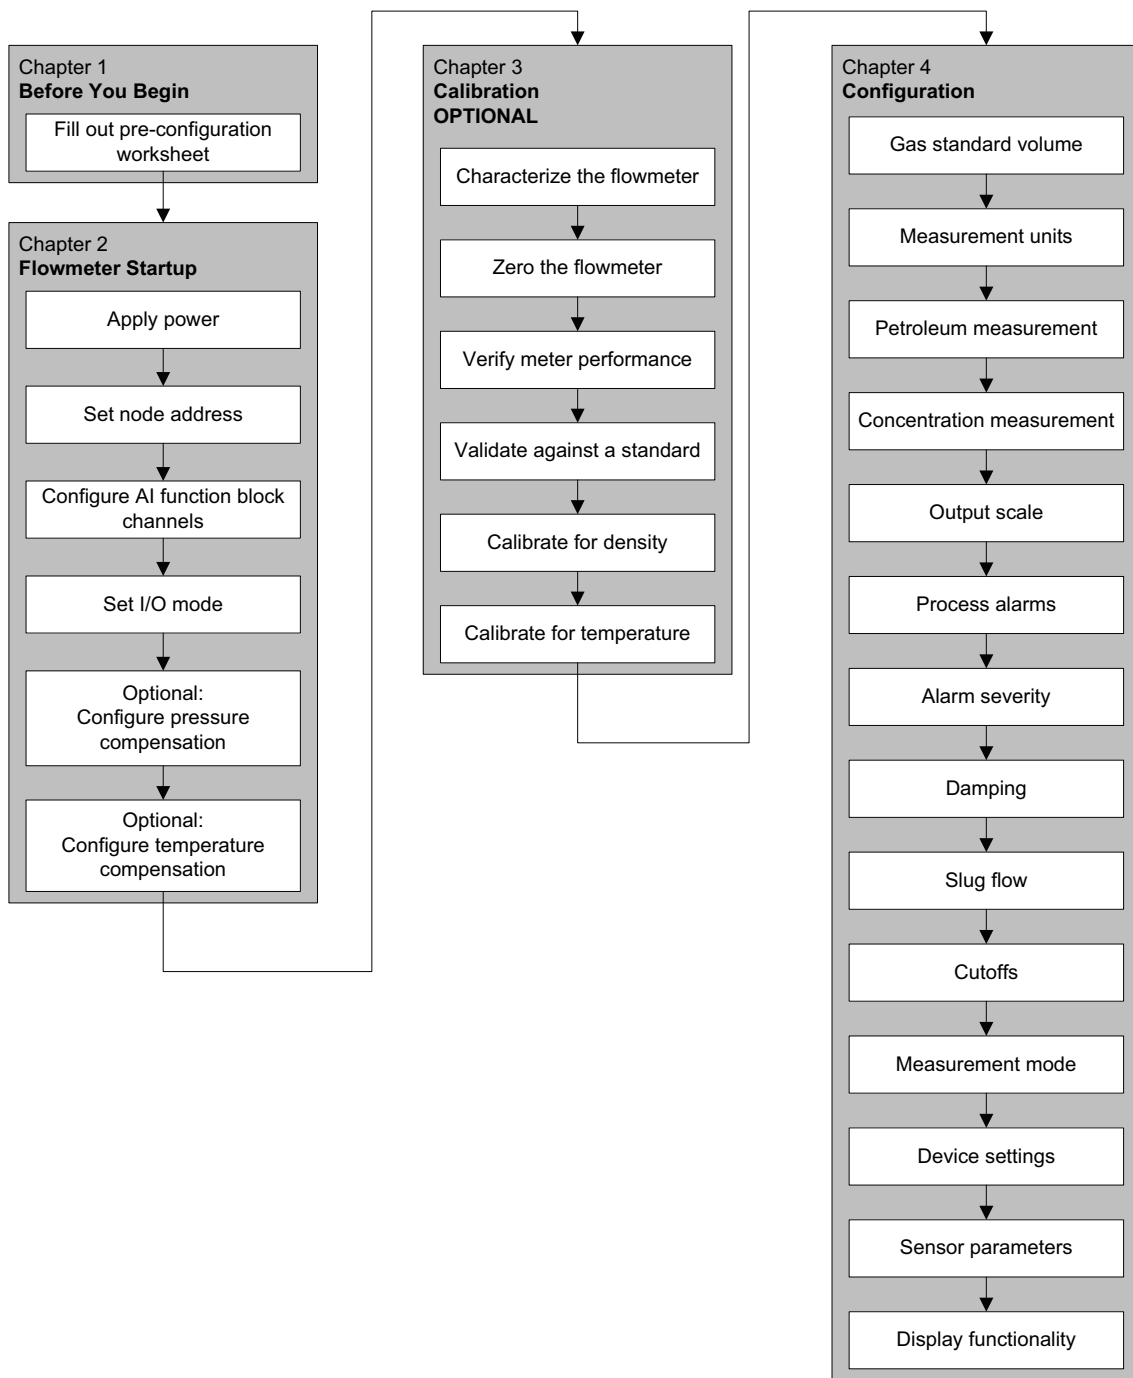 Chapter 1
Before You Begin
Fill out pre-configuration
worksheet
Chapter 2
Flowmeter Startup
Apply power
Set node address
Configure AI function block
channels
Set I/O mode
Optional:
Configure pressure
compensation
Optional:
Configure temperature
compensation
Chapter 3
Calibration
OPTIONAL
Characterize the flowmeter
Zero the flowmeter
Verify meter performance
Validate against a standard
Calibrate for density
Calibrate for temperature
Chapter 4
Configuration
Gas standard volume
Measurement units
Petroleum measurement
Concentration measurement
Output scale
Process alarms
Alarm severity
Damping
Slug flow
Cutoffs
Measurement mode
Device settings
Sensor parameters
Display functionality